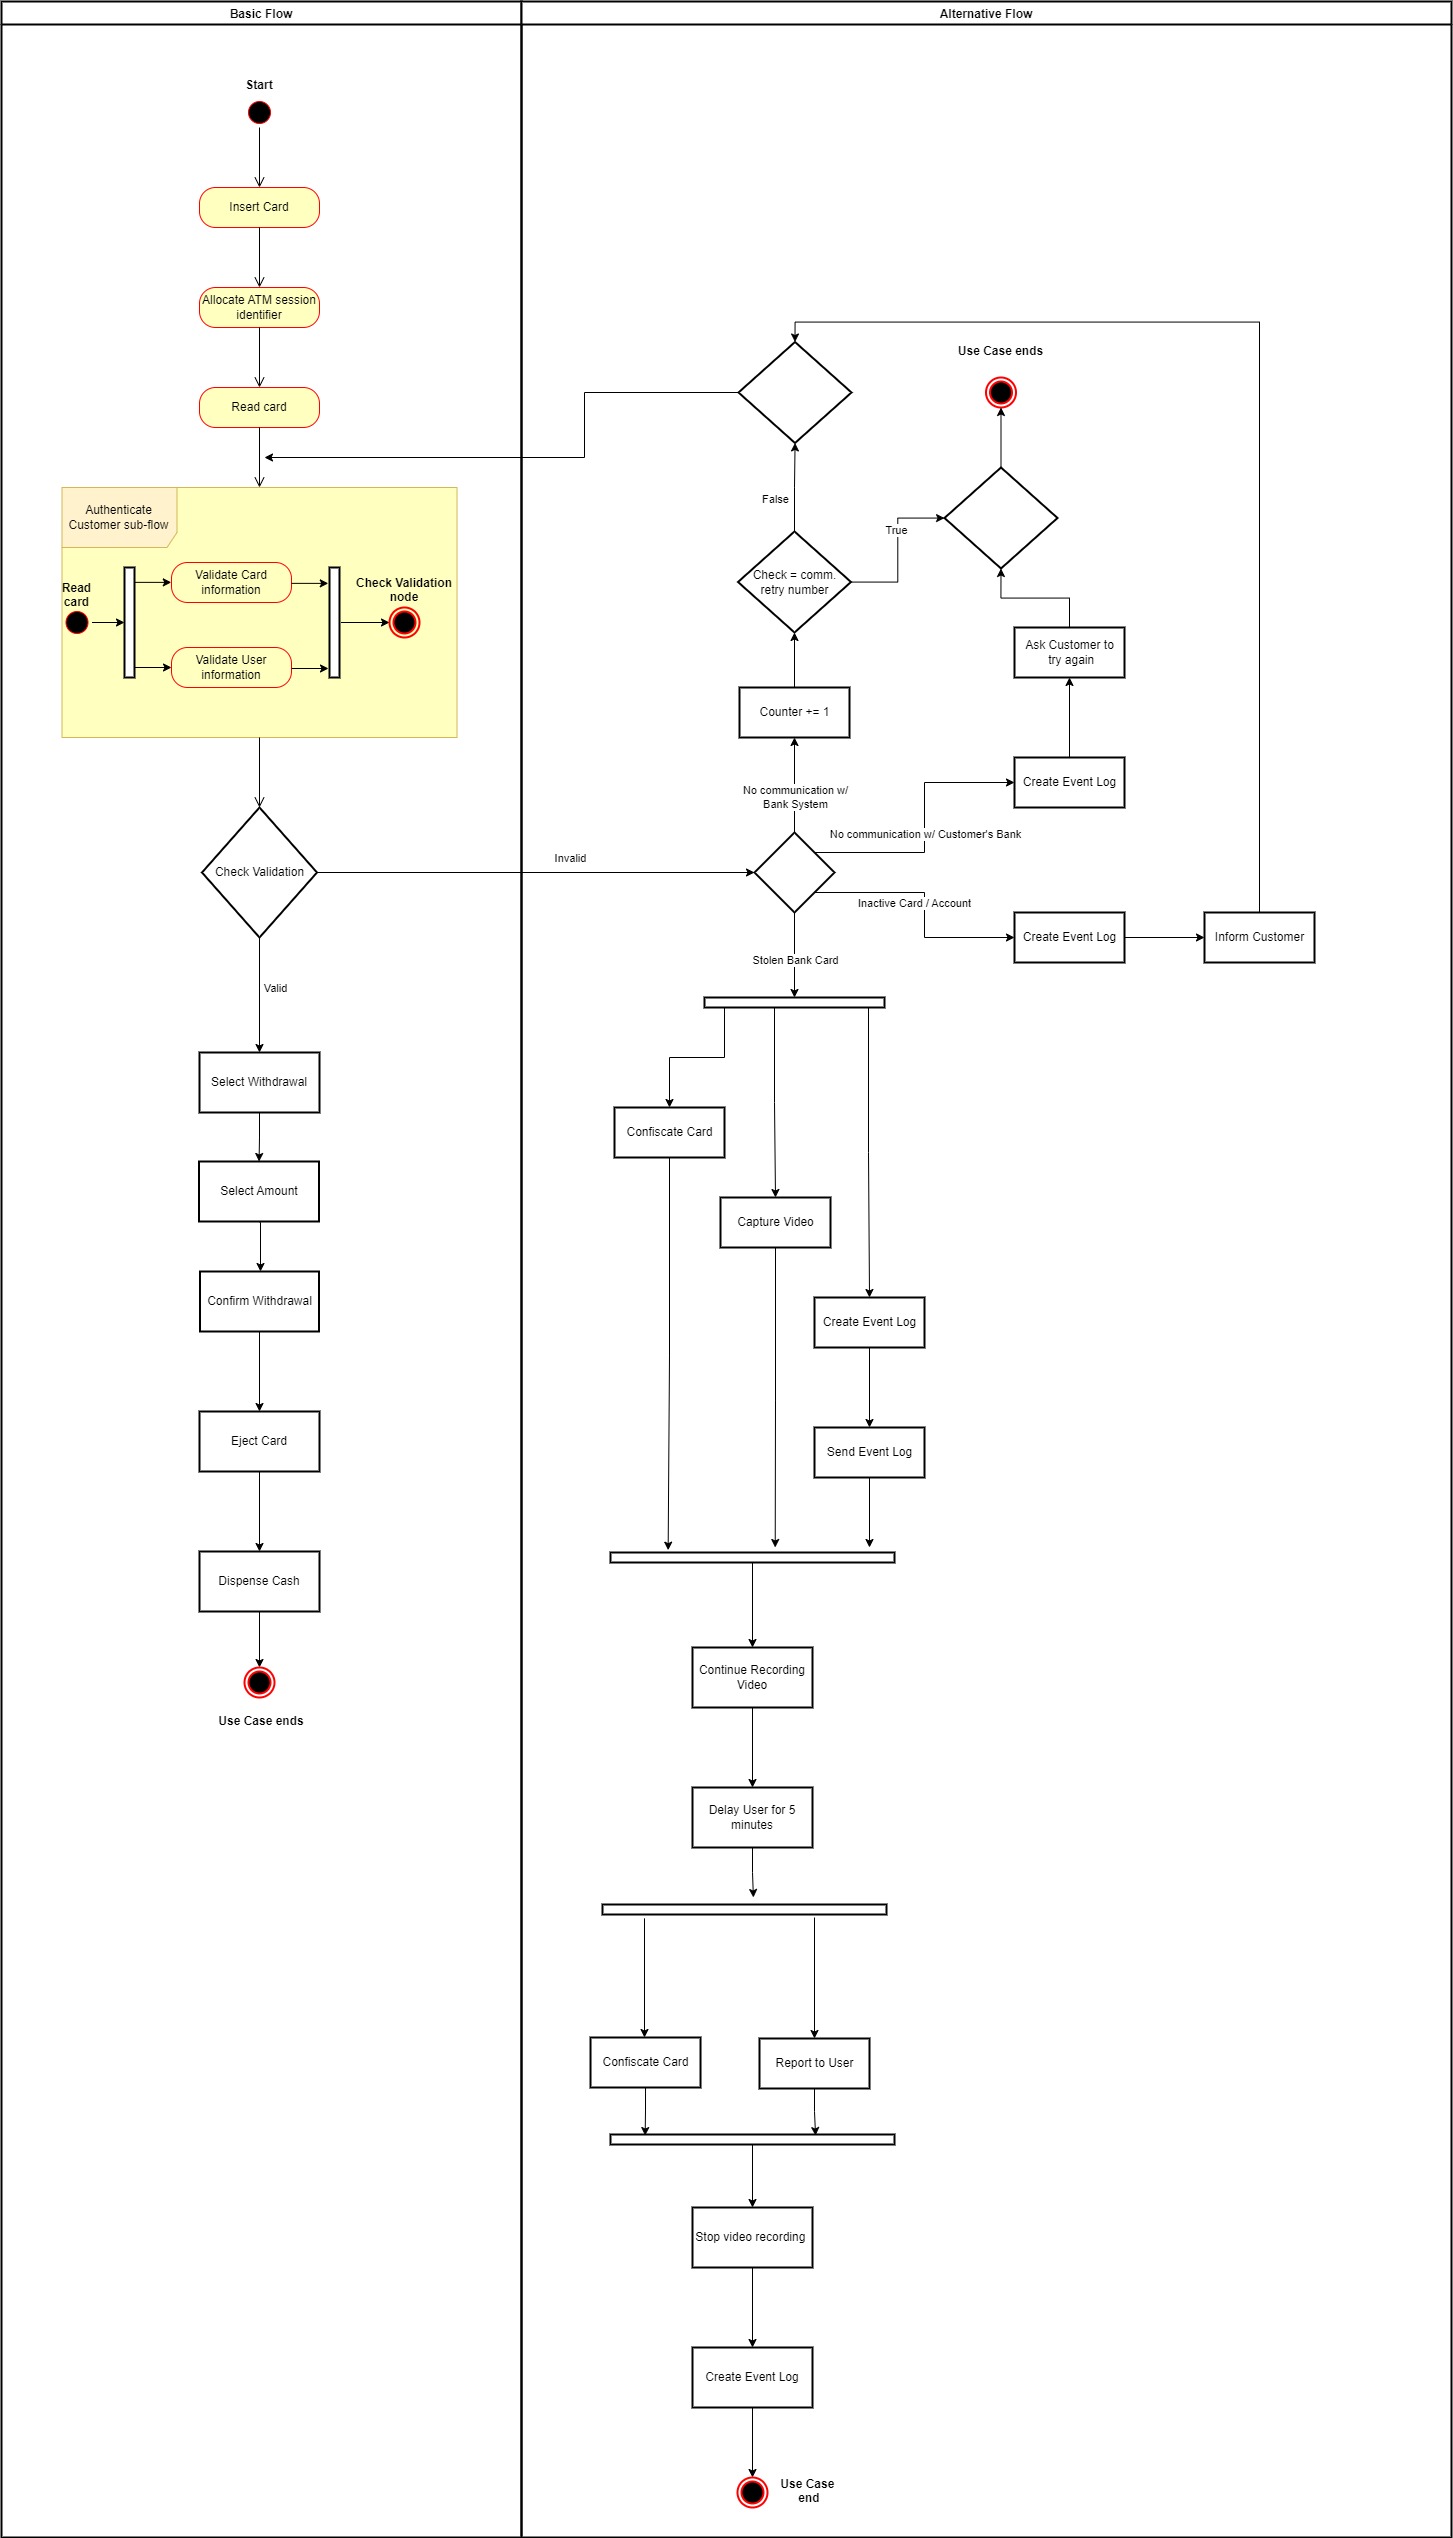 Basic Flow
Alternative Flow
Start
Insert Card
Allocate ATM session
identifier
Read card
Authenticate
Customer sub-flow
Read
card
Validate Card
information
Validate User
information
Check Validation
node
Check Validation
Invalid
Valid
Select Withdrawal
Select Amount
Confirm Withdrawal
Eject Card
Dispense Cash
Use Case ends
Use Case ends
False
True
Check = comm.
retry number
Ask Customer to
try again
Counter += 1
Create Event Log
No communication w/
Bank System
No communication w/ Customer's Bank
Inactive Card / Account
Create Event Log
Inform Customer
Stolen Bank Card
Confiscate Card
Capture Video
Create Event Log
Send Event Log
Continue Recording
Video
Delay User for 5
minutes
Confiscate Card
Report to User
Stop video recording
Create Event Log
Use Case
end